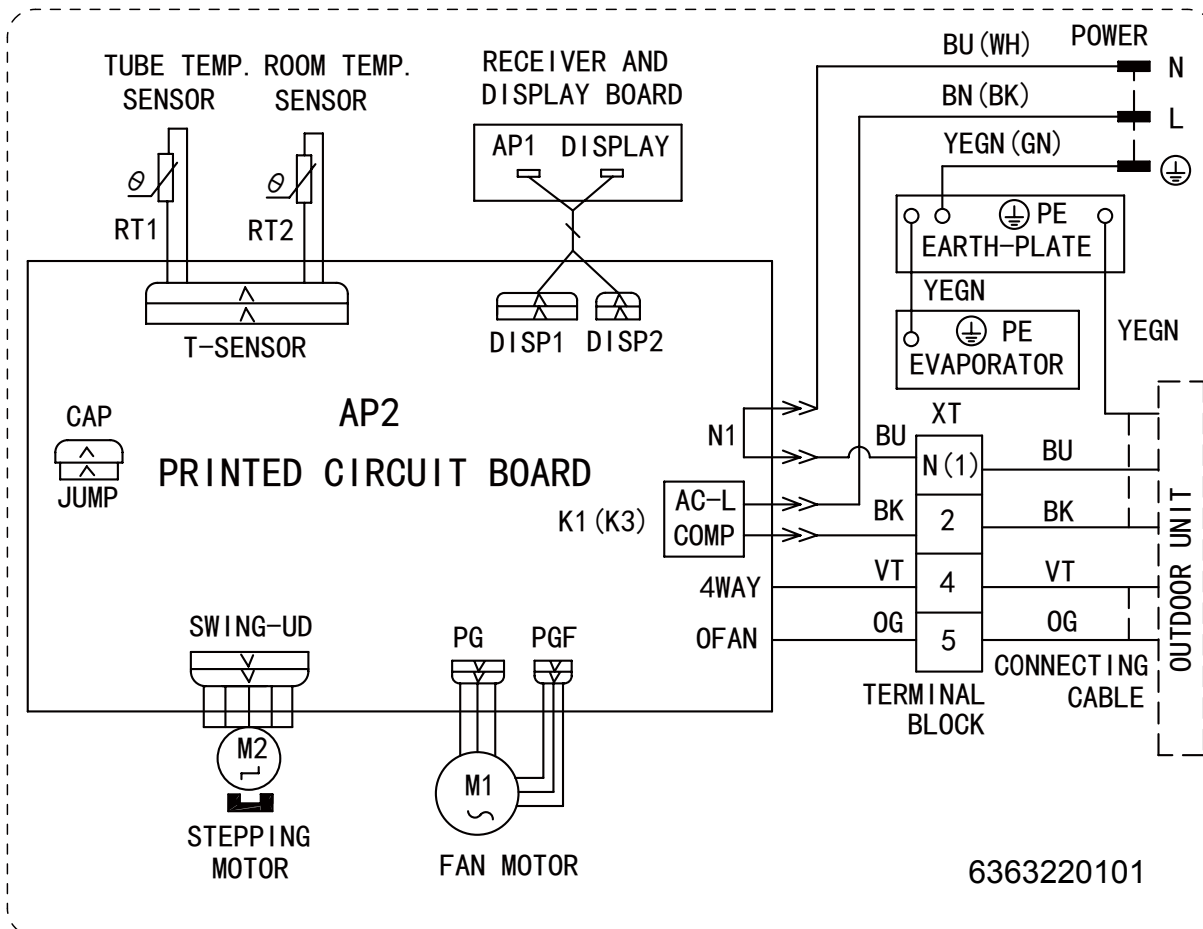 TUBE TEMP.
SENSOR
ROOM TEMP.
SENSOR
RECEIVER AND
DISPLAY BOARD
AP1 DISPLAY
BU(WH)
POWER
N
BN(BK)
L
YEGN(GN)
θ
RT1
θ
RT2
PE
EARTH-PLATE
YEGN
PE
EVAPORATOR
YEGN
T-SENSOR
DISP1
DISP2
CAP
JUMP
AP2
PRINTED CIRCUIT BOARD
N1
K1(K3)
AC-L
COMP
4WAY
OFAN
XT
BU
N(1)
BU
BK
2
BK
VT
4
VT
OG
5
OG
TERMINAL
BLOCK
CONNECTING
CABLE
OUTDOOR UNIT
SWING-UD
M2
STEPPING
MOTOR
PG
PGF
M1
FAN MOTOR
6363220101